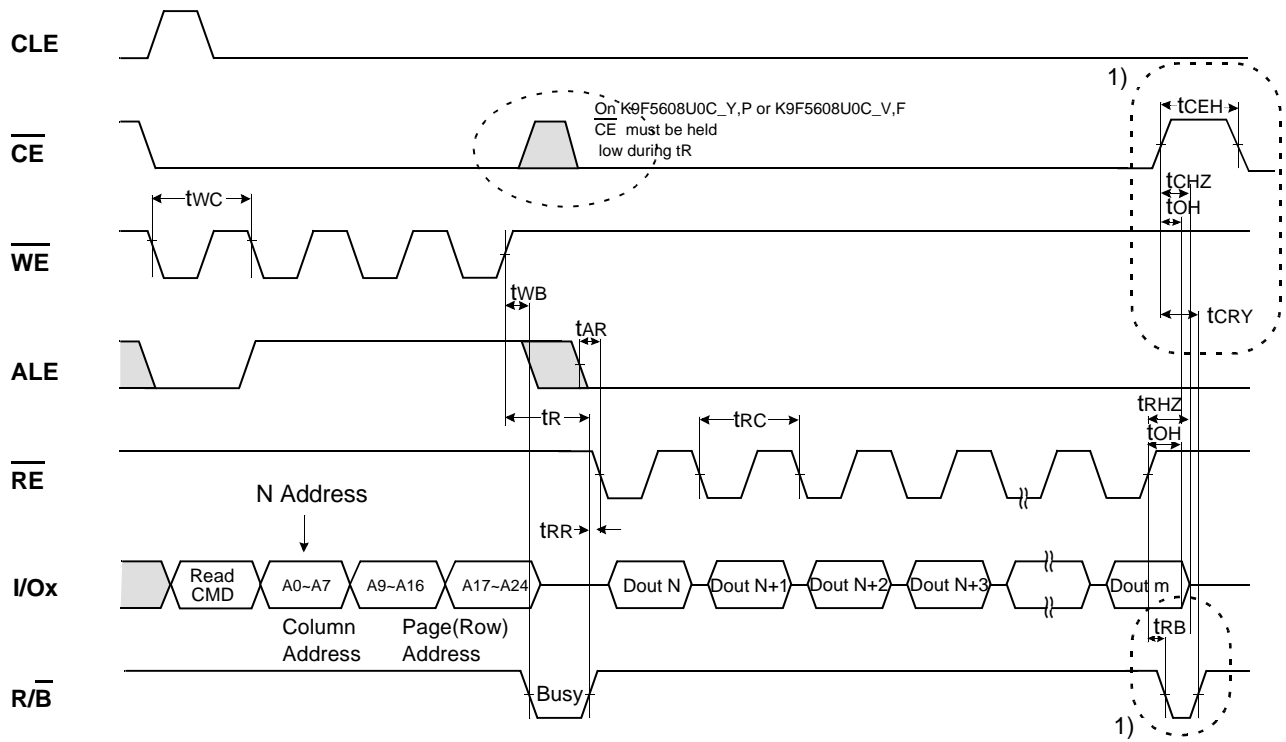 CLE
1)
tCEH
On K9F5608U0C_Y,P or K9F5608U0C_V,F
CE must be held
low during tR
CE
tCHZ
tOH
tWC
WE
tWB
tCRY
tAR
ALE
tR
tRC
tRHZ
tOH
RE
N Address
tRR
I/Ox
Read
CMD
A0~A7
A9~A16
A17~A24
Dout N
Dout N+1
Dout N+2
Dout N+3
Dout m
Column
Address
Page(Row)
Address
tRB
R/B
Busy
1)